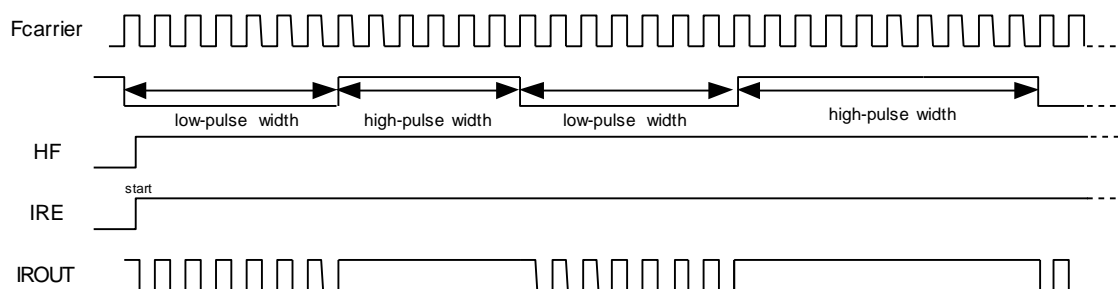 Fcarrier
low-pulse width
high-pulse width
low-pulse width
high-pulse width
HF
start
IRE
IROUT